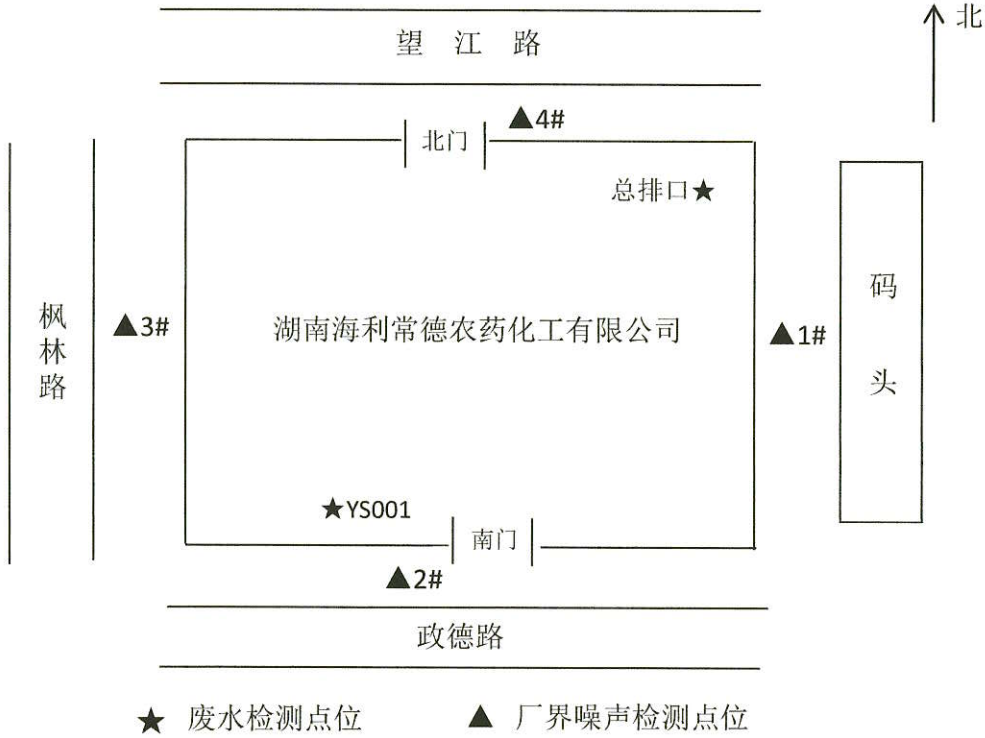 北
望江路
▲4#
北门
总排口★
枫林路
▲3#
湖南海利常德农药化工有限公司
▲1#
码头
★YS001
南门
▲2#
政德路
★ 废水检测点位 ▲ 厂界噪声检测点位